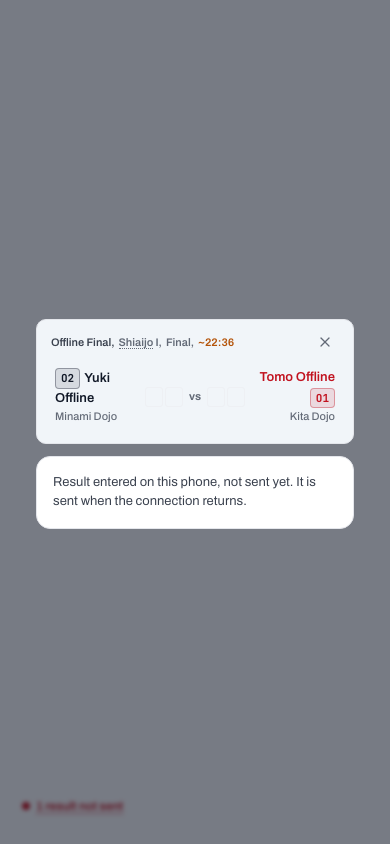 Offline Final, Shiaijo I, Final, ~22:36
02 Yuki Offline
Minami Dojo
vs
Tomo Offline
01
Kita Dojo
Result entered on this phone, not sent yet. It is
sent when the connection returns.
1 result not sent